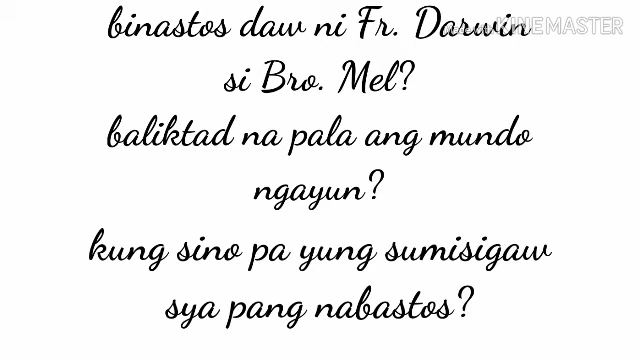 binastos daw ni Fr. Darwin
si Bro. Mel?
baliktad na pala ang mundo
ngayun?
kung sino pa yung sumisigaw
sya pang nabastos?
KINEMASTER